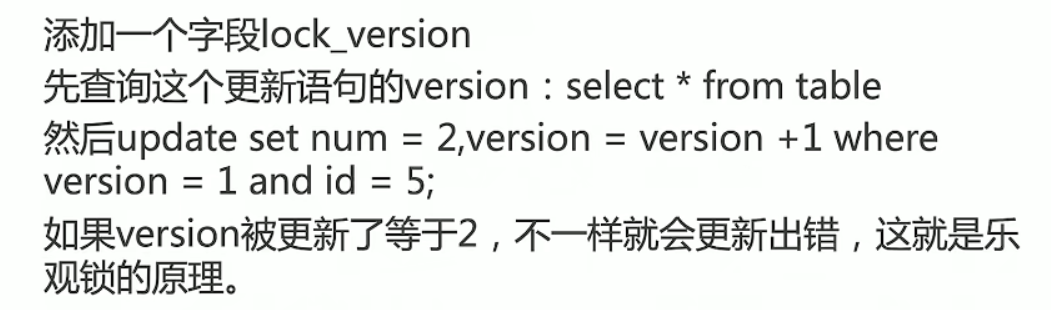 添加一个字段lock_version
先查询这个更新语句的version：select * from table
然后update set num = 2,version = version +1 where
version = 1 and id = 5;
如果version被更新了等于2，不一样就会更新出错，这就是乐
观锁的原理。